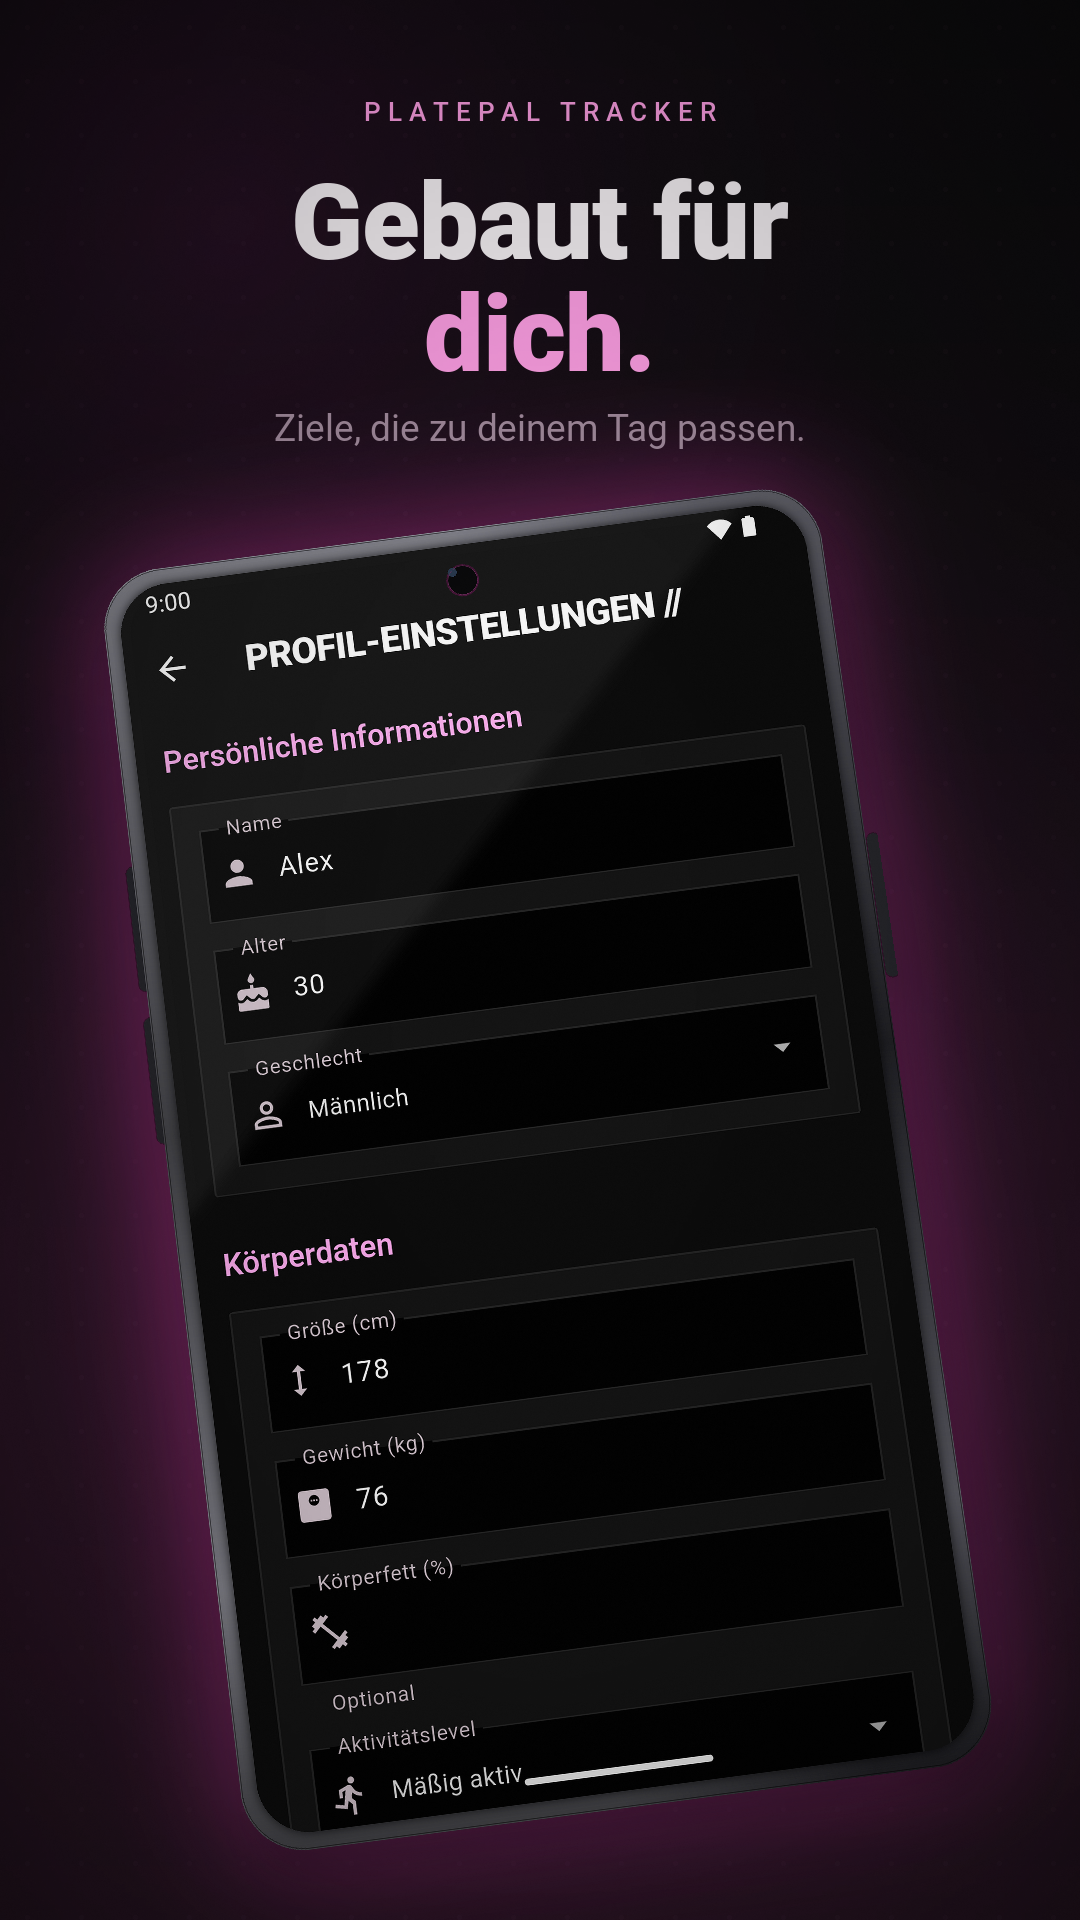 PLATEPAL TRACKER
Gebaut für
dich.
Ziele, die zu deinem Tag passen.
9:00
PROFIL-EINSTELLUNGEN //
Persönliche Informationen
Name
Alex
Alter
30
Geschlecht
Männlich
Körperdaten
Größe (cm)
178
Gewicht (kg)
76
Körperfett (%)
Optional
Aktivitätslevel
Mäßig aktiv